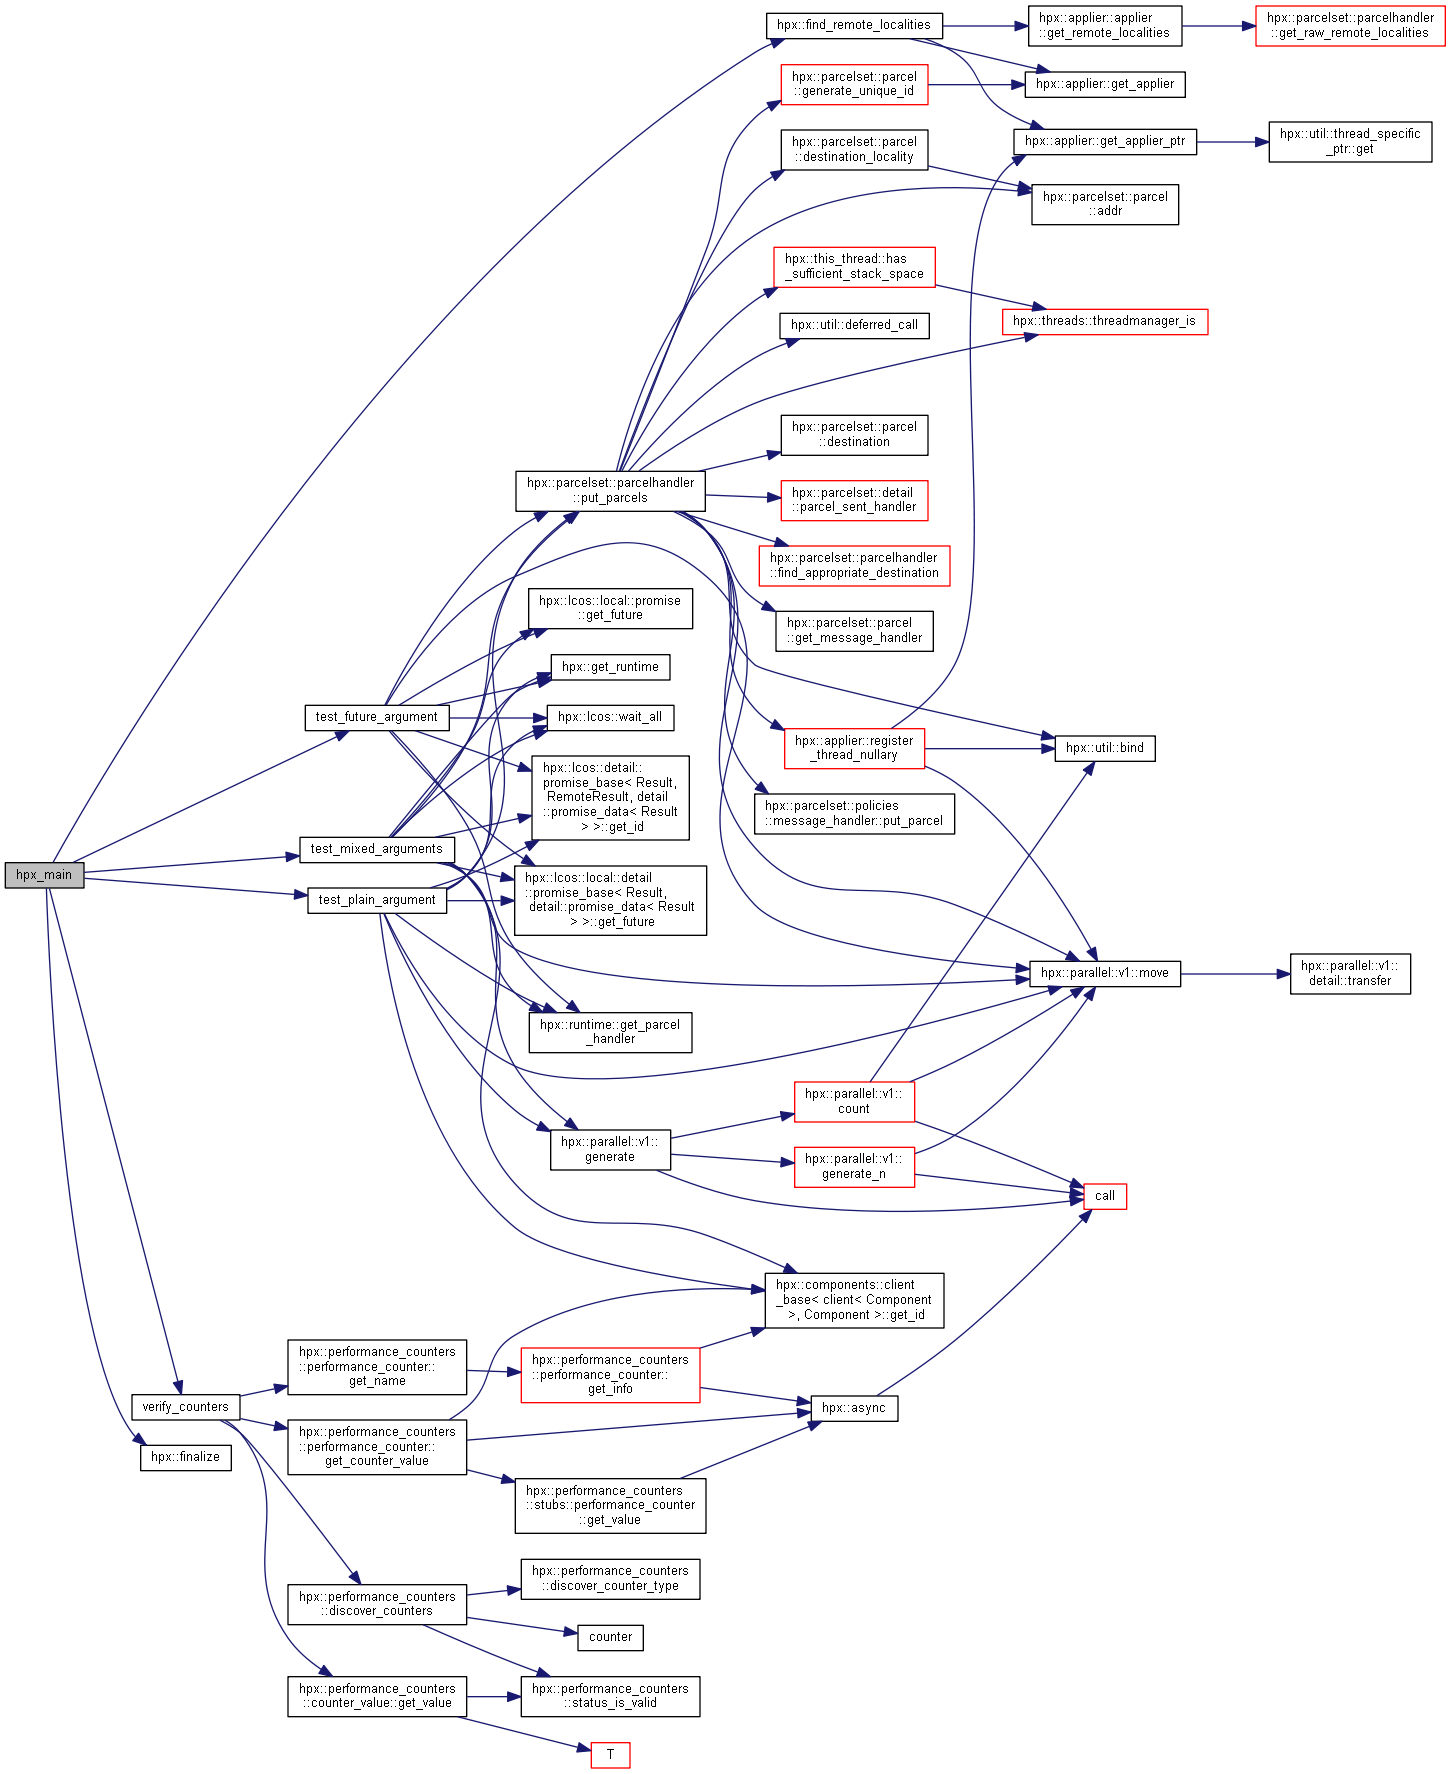 hpx::find_remote_localities
hpx::applier::applier
::get_remote_localities
hpx::parcelset::parcelhandler
::get_raw_remote_localities
hpx::parcelset::parcel
::generate_unique_id
hpx::applier::get_applier
hpx::parcelset::parcel
::destination_locality
hpx::applier::get_applier_ptr
hpx::util::thread_specific
_ptr::get
hpx::parcelset::parcel
::addr
hpx::this_thread::has
_sufficient_stack_space
hpx::util::deferred_call
hpx::threads::threadmanager_is
hpx::parcelset::parcel
::destination
hpx::parcelset::parcelhandler
::put_parcels
hpx::parcelset::detail
::parcel_sent_handler
hpx::parcelset::parcelhandler
::find_appropriate_destination
hpx::lcos::local::promise
::get_future
hpx::parcelset::parcel
::get_message_handler
hpx::get_runtime
test_future_argument
hpx::lcos::wait_all
hpx::applier::register
_thread_nullary
hpx::util::bind
hpx::lcos::detail::
promise_base< Result,
RemoteResult, detail
::promise_data< Result
> >::get_id
hpx::parcelset::policies
::message_handler::put_parcel
test_mixed_arguments
hpx_main
test_plain_argument
hpx::lcos::local::detail
::promise_base< Result,
detail::promise_data< Result
> >::get_future
hpx::parallel::v1::move
hpx::parallel::v1::
detail::transfer
hpx::runtime::get_parcel
_handler
hpx::parallel::v1::
count
hpx::parallel::v1::
generate
hpx::parallel::v1::
generate_n
call
hpx::components::client
_base< client< Component
>, Component >::get_id
hpx::performance_counters
::performance_counter::
get_name
hpx::performance_counters
::performance_counter::
get_info
verify_counters
hpx::async
hpx::performance_counters
::performance_counter::
get_counter_value
hpx::finalize
hpx::performance_counters
::stubs::performance_counter
::get_value
hpx::performance_counters
::discover_counter_type
hpx::performance_counters
::discover_counters
counter
hpx::performance_counters
::counter_value::get_value
hpx::performance_counters
::status_is_valid
T